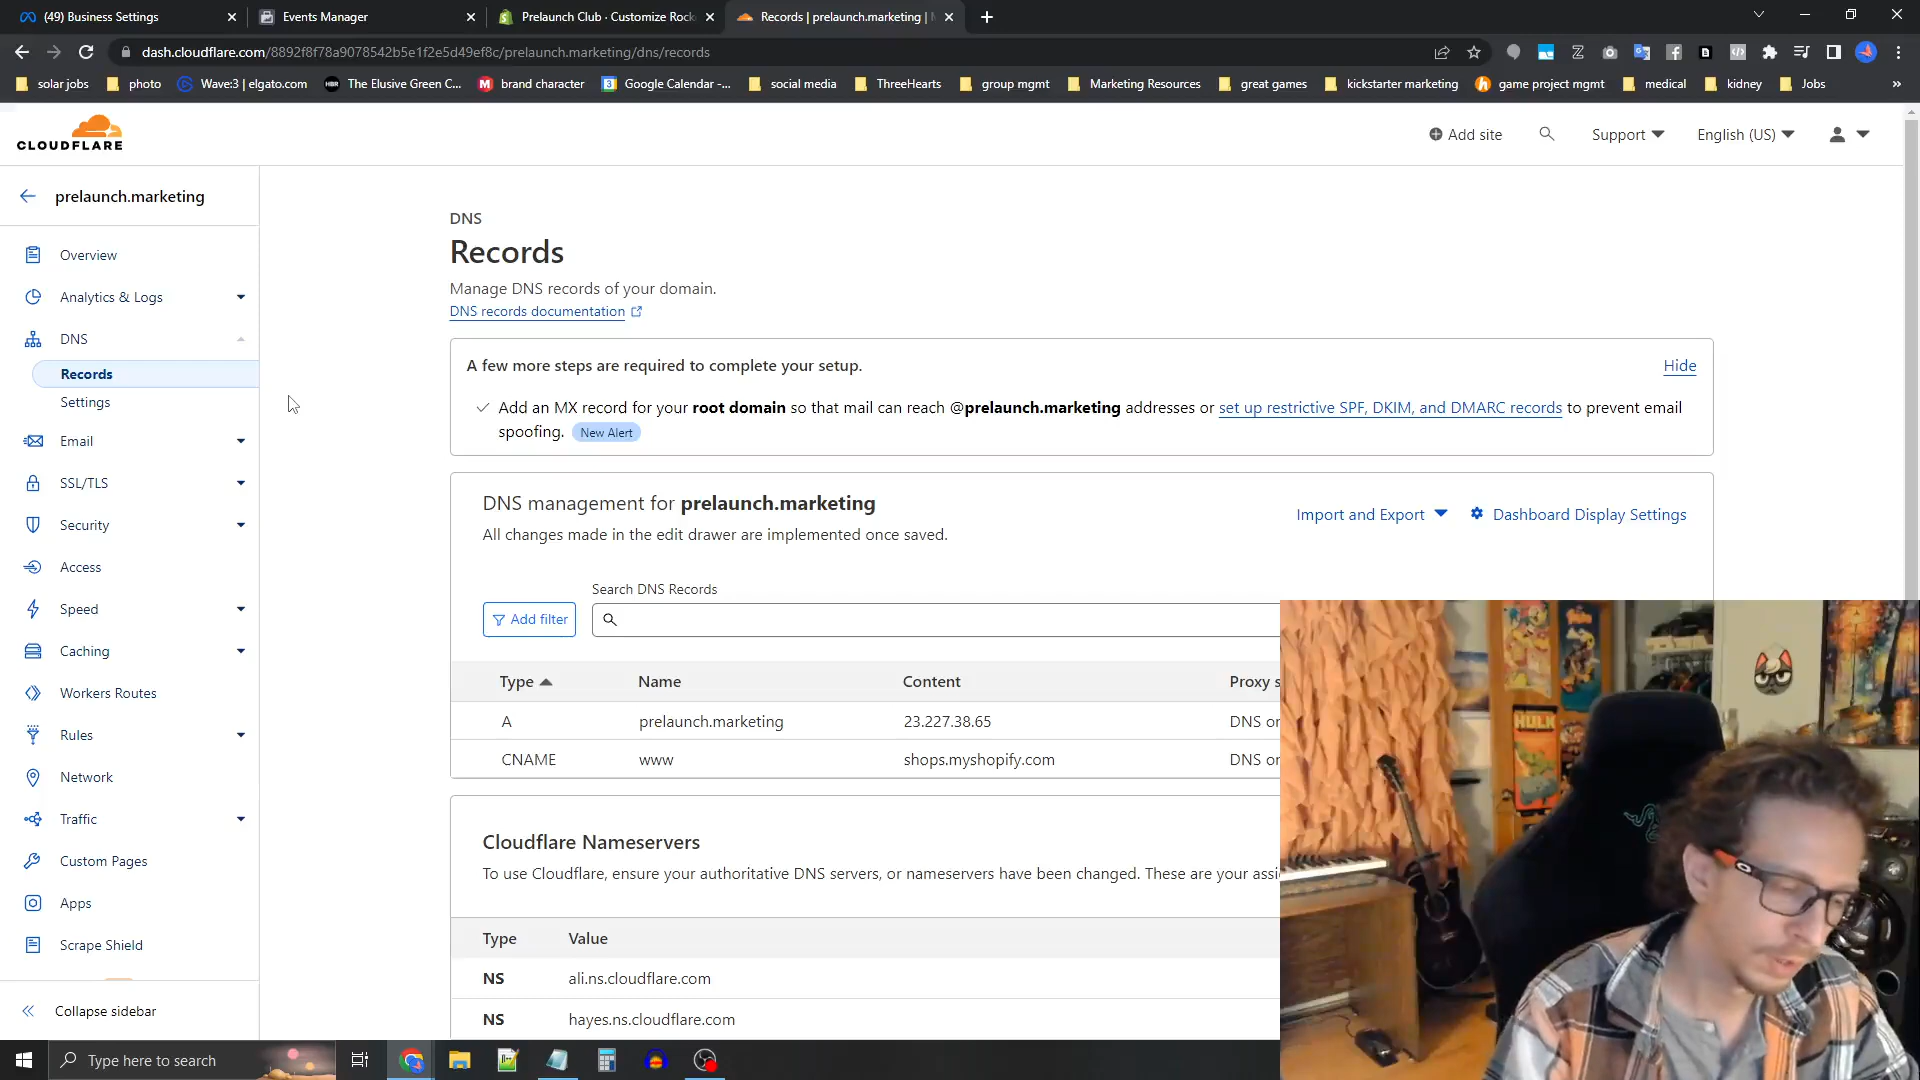 (49) Business Settings
Events Manager
Prelaunch Club · Customize Rock
Records | prelaunch.marketing |
dash.cloudflare.com/8892f8f78a9078542b5e1f2e5d49ef8c/prelaunch.marketing/dns/records
solar jobs
photo
Wave:3 | elgato.com
The Elusive Green C...
brand character
Google Calendar -...
social media
ThreeHearts
group mgmt
Marketing Resources
great games
kickstarter marketing
game project mgmt
medical
kidney
Jobs
CLOUDFLARE
Add site
Support
English (US)
prelaunch.marketing
Overview
Analytics & Logs
DNS
Records
Settings
Email
SSL/TLS
Security
Access
Speed
Caching
Workers Routes
Rules
Network
Traffic
Custom Pages
Apps
Scrape Shield
Collapse sidebar
DNS
Records
Manage DNS records of your domain.
DNS records documentation
A few more steps are required to complete your setup.
Hide
Add an MX record for your root domain so that mail can reach @prelaunch.marketing addresses or set up restrictive SPF, DKIM, and DMARC records to prevent email
spoofing. New Alert
DNS management for prelaunch.marketing
All changes made in the edit drawer are implemented once saved.
Import and Export
Dashboard Display Settings
Search DNS Records
Add filter
Type Name Content Proxy s
A prelaunch.marketing 23.227.38.65 DNS or
CNAME www shops.myshopify.com DNS or
Cloudflare Nameservers
To use Cloudflare, ensure your authoritative DNS servers, or nameservers have been changed. These are your assi
Type Value
NS ali.ns.cloudflare.com
NS hayes.ns.cloudflare.com
HULK
Type here to search